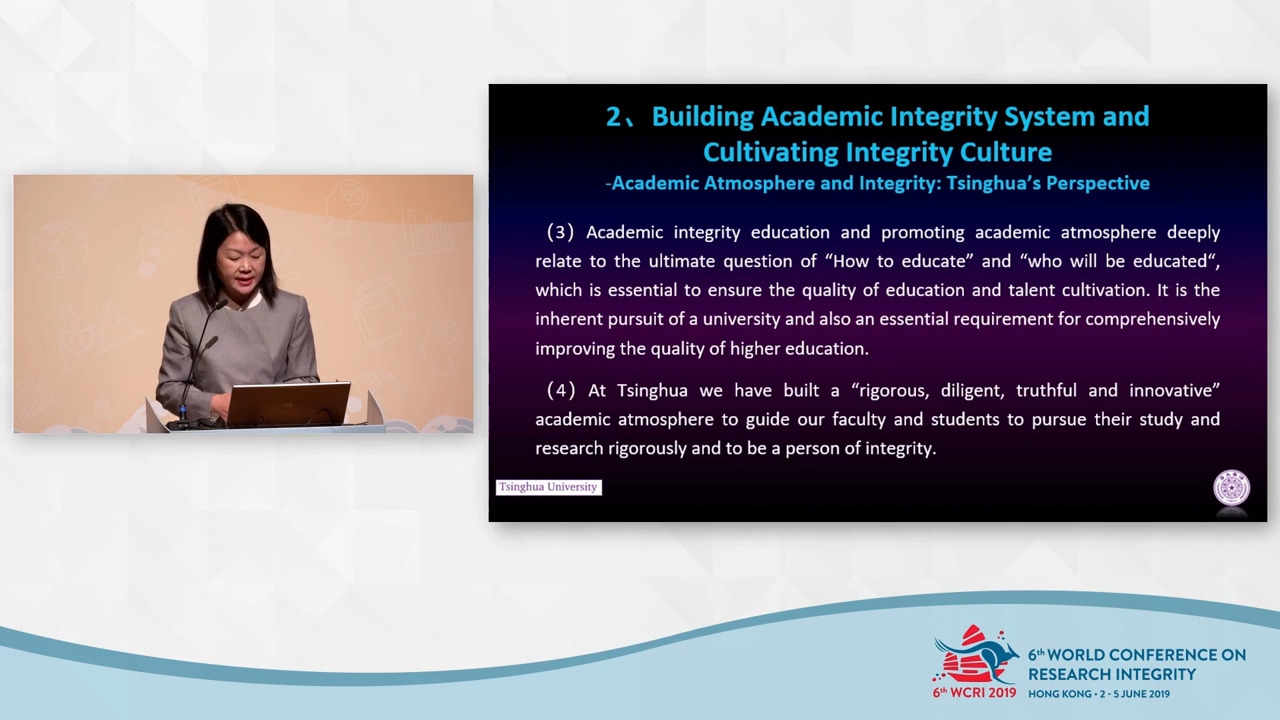 2、 Building Academic Integrity System and
Cultivating Integrity Culture
-Academic Atmosphere and Integrity: Tsinghua’s Perspective
（3）Academic integrity education and promoting academic atmosphere deeply
relate to the ultimate question of “How to educate” and “who will be educated“,
which is essential to ensure the quality of education and talent cultivation. It is the
inherent pursuit of a university and also an essential requirement for comprehensively
improving the quality of higher education.
（4）At Tsinghua we have built a “rigorous, diligent, truthful and innovative”
academic atmosphere to guide our faculty and students to pursue their study and
research rigorously and to be a person of integrity.
Tsinghua University
6th WCRI 2019
6th WORLD CONFERENCE ON
RESEARCH INTEGRITY
HONG KONG • 2 - 5 JUNE 2019